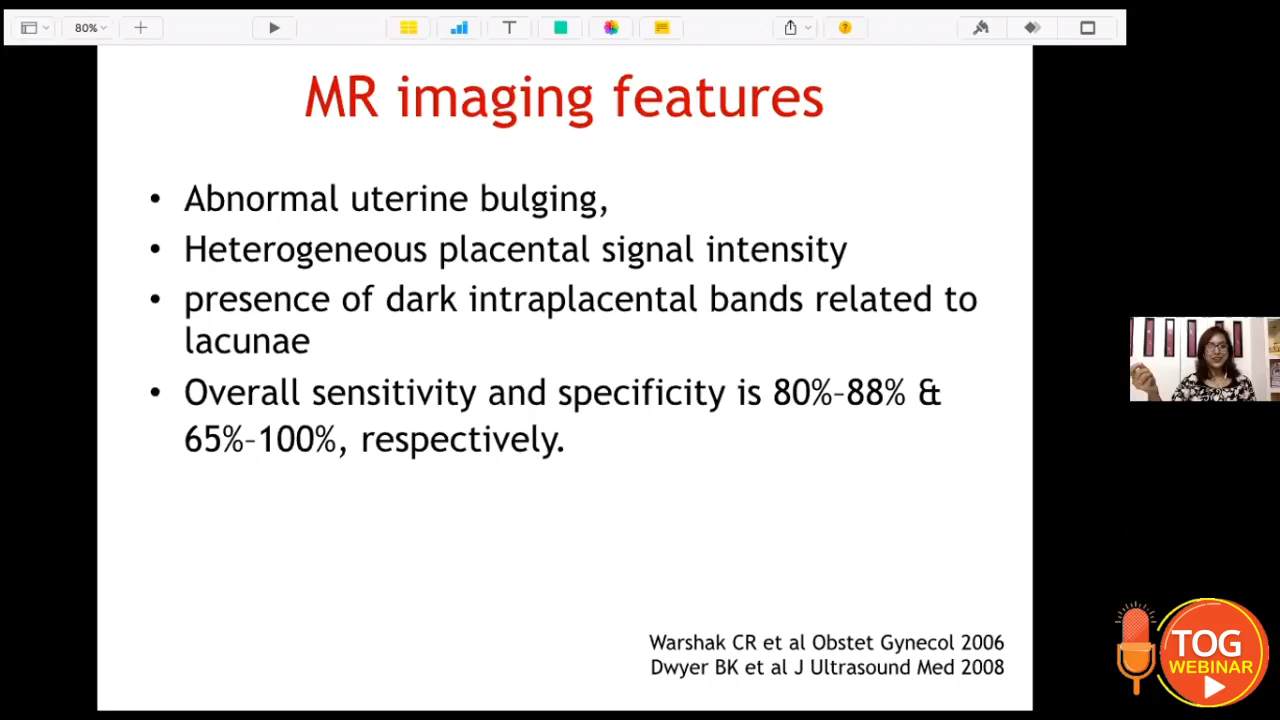 80%
MR imaging features
• Abnormal uterine bulging,
• Heterogeneous placental signal intensity
• presence of dark intraplacental bands related to
lacunae
• Overall sensitivity and specificity is 80%–88% &
65%–100%, respectively.
Warshak CR et al Obstet Gynecol 2006
Dwyer BK et al J Ultrasound Med 2008
TOG
WEBINAR